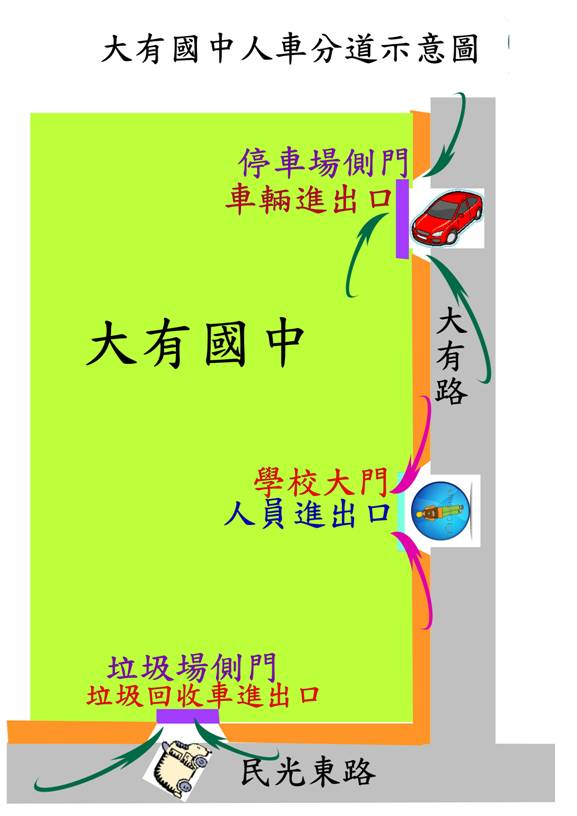 大有國中人車分道示意圖
停車場側門
車輛進出口
大有國中
大有路
學校大門
人員進出口
垃圾場側門
垃圾回收車進出口
民光東路